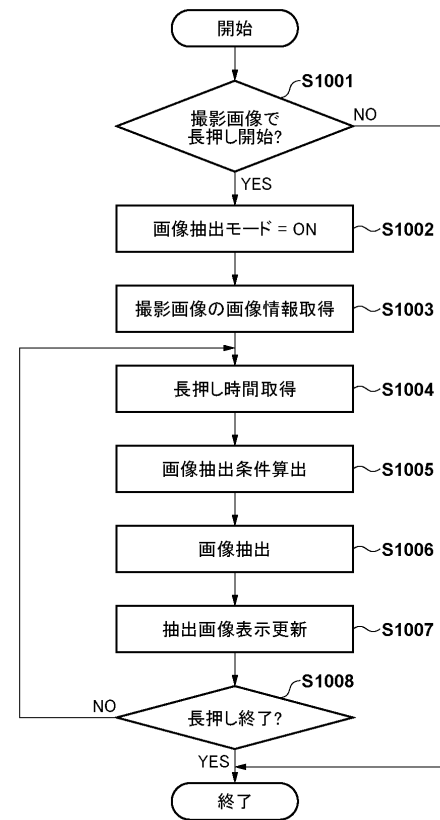 開始
S1001
撮影画像で
長押し開始?
NO
YES
画像抽出モード = ON
S1002
撮影画像の画像情報取得
S1003
長押し時間取得
S1004
画像抽出条件算出
S1005
画像抽出
S1006
抽出画像表示更新
S1007
S1008
長押し終了?
NO
YES
終了